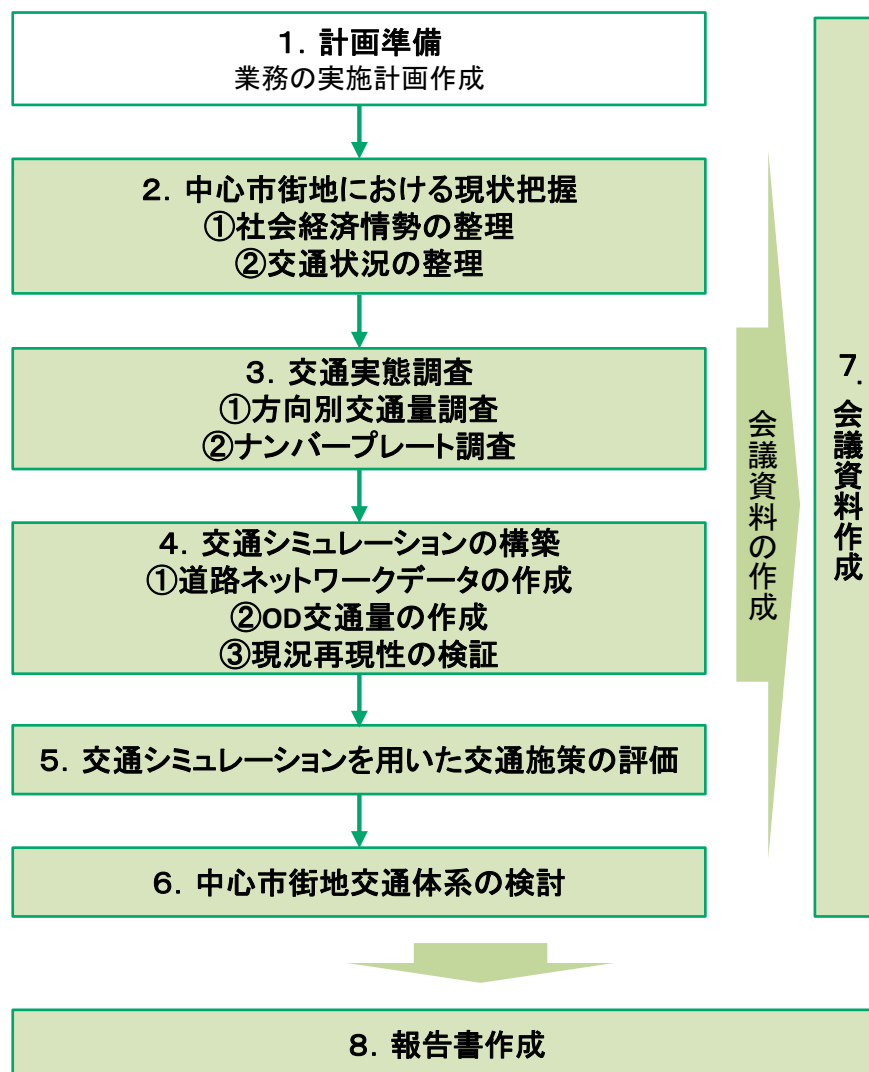 1. 計画準備
業務の実施計画作成
2. 中心市街地における現状把握
①社会経済情勢の整理
②交通状況の整理
3. 交通実態調査
①方向別交通量調査
②ナンバープレート調査
4. 交通シミュレーションの構築
①道路ネットワークデータの作成
②OD交通量の作成
③現況再現性の検証
5. 交通シミュレーションを用いた交通施策の評価
6. 中心市街地交通体系の検討
会議資料の作成
7. 会議資料作成
8. 報告書作成